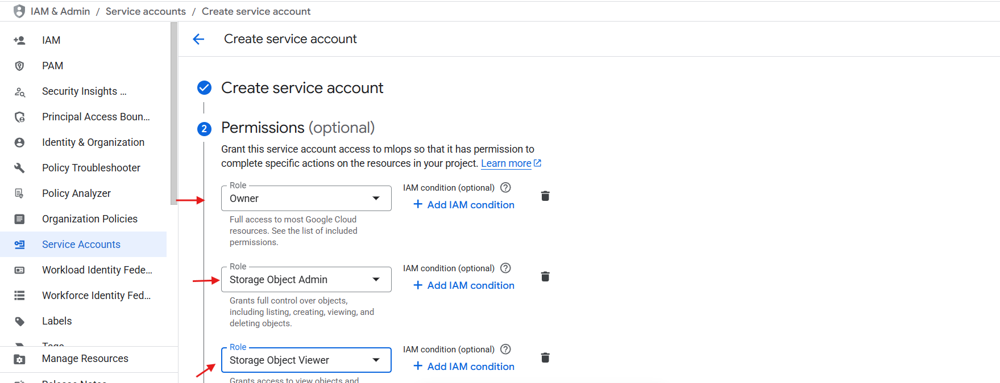 IAM & Admin / Service accounts / Create service account
IAM
PAM
Security Insights ...
Principal Access Boun...
Identity & Organization
Policy Troubleshooter
Policy Analyzer
Organization Policies
Service Accounts
Workload Identity Fede...
Workforce Identity Fed...
Labels
Tags
Manage Resources
Release Notes
Create service account
Create service account
2 Permissions (optional)
Grant this service account access to mlops so that it has permission to
complete specific actions on the resources in your project. Learn more
Role
Owner
IAM condition (optional) ?
+ Add IAM condition
Full access to most Google Cloud
resources. See the list of included
permissions.
Role
Storage Object Admin
IAM condition (optional) ?
+ Add IAM condition
Grants full control over objects,
including listing, creating, viewing, and
deleting objects.
Role
Storage Object Viewer
IAM condition (optional) ?
+ Add IAM condition
Grants access to view objects and